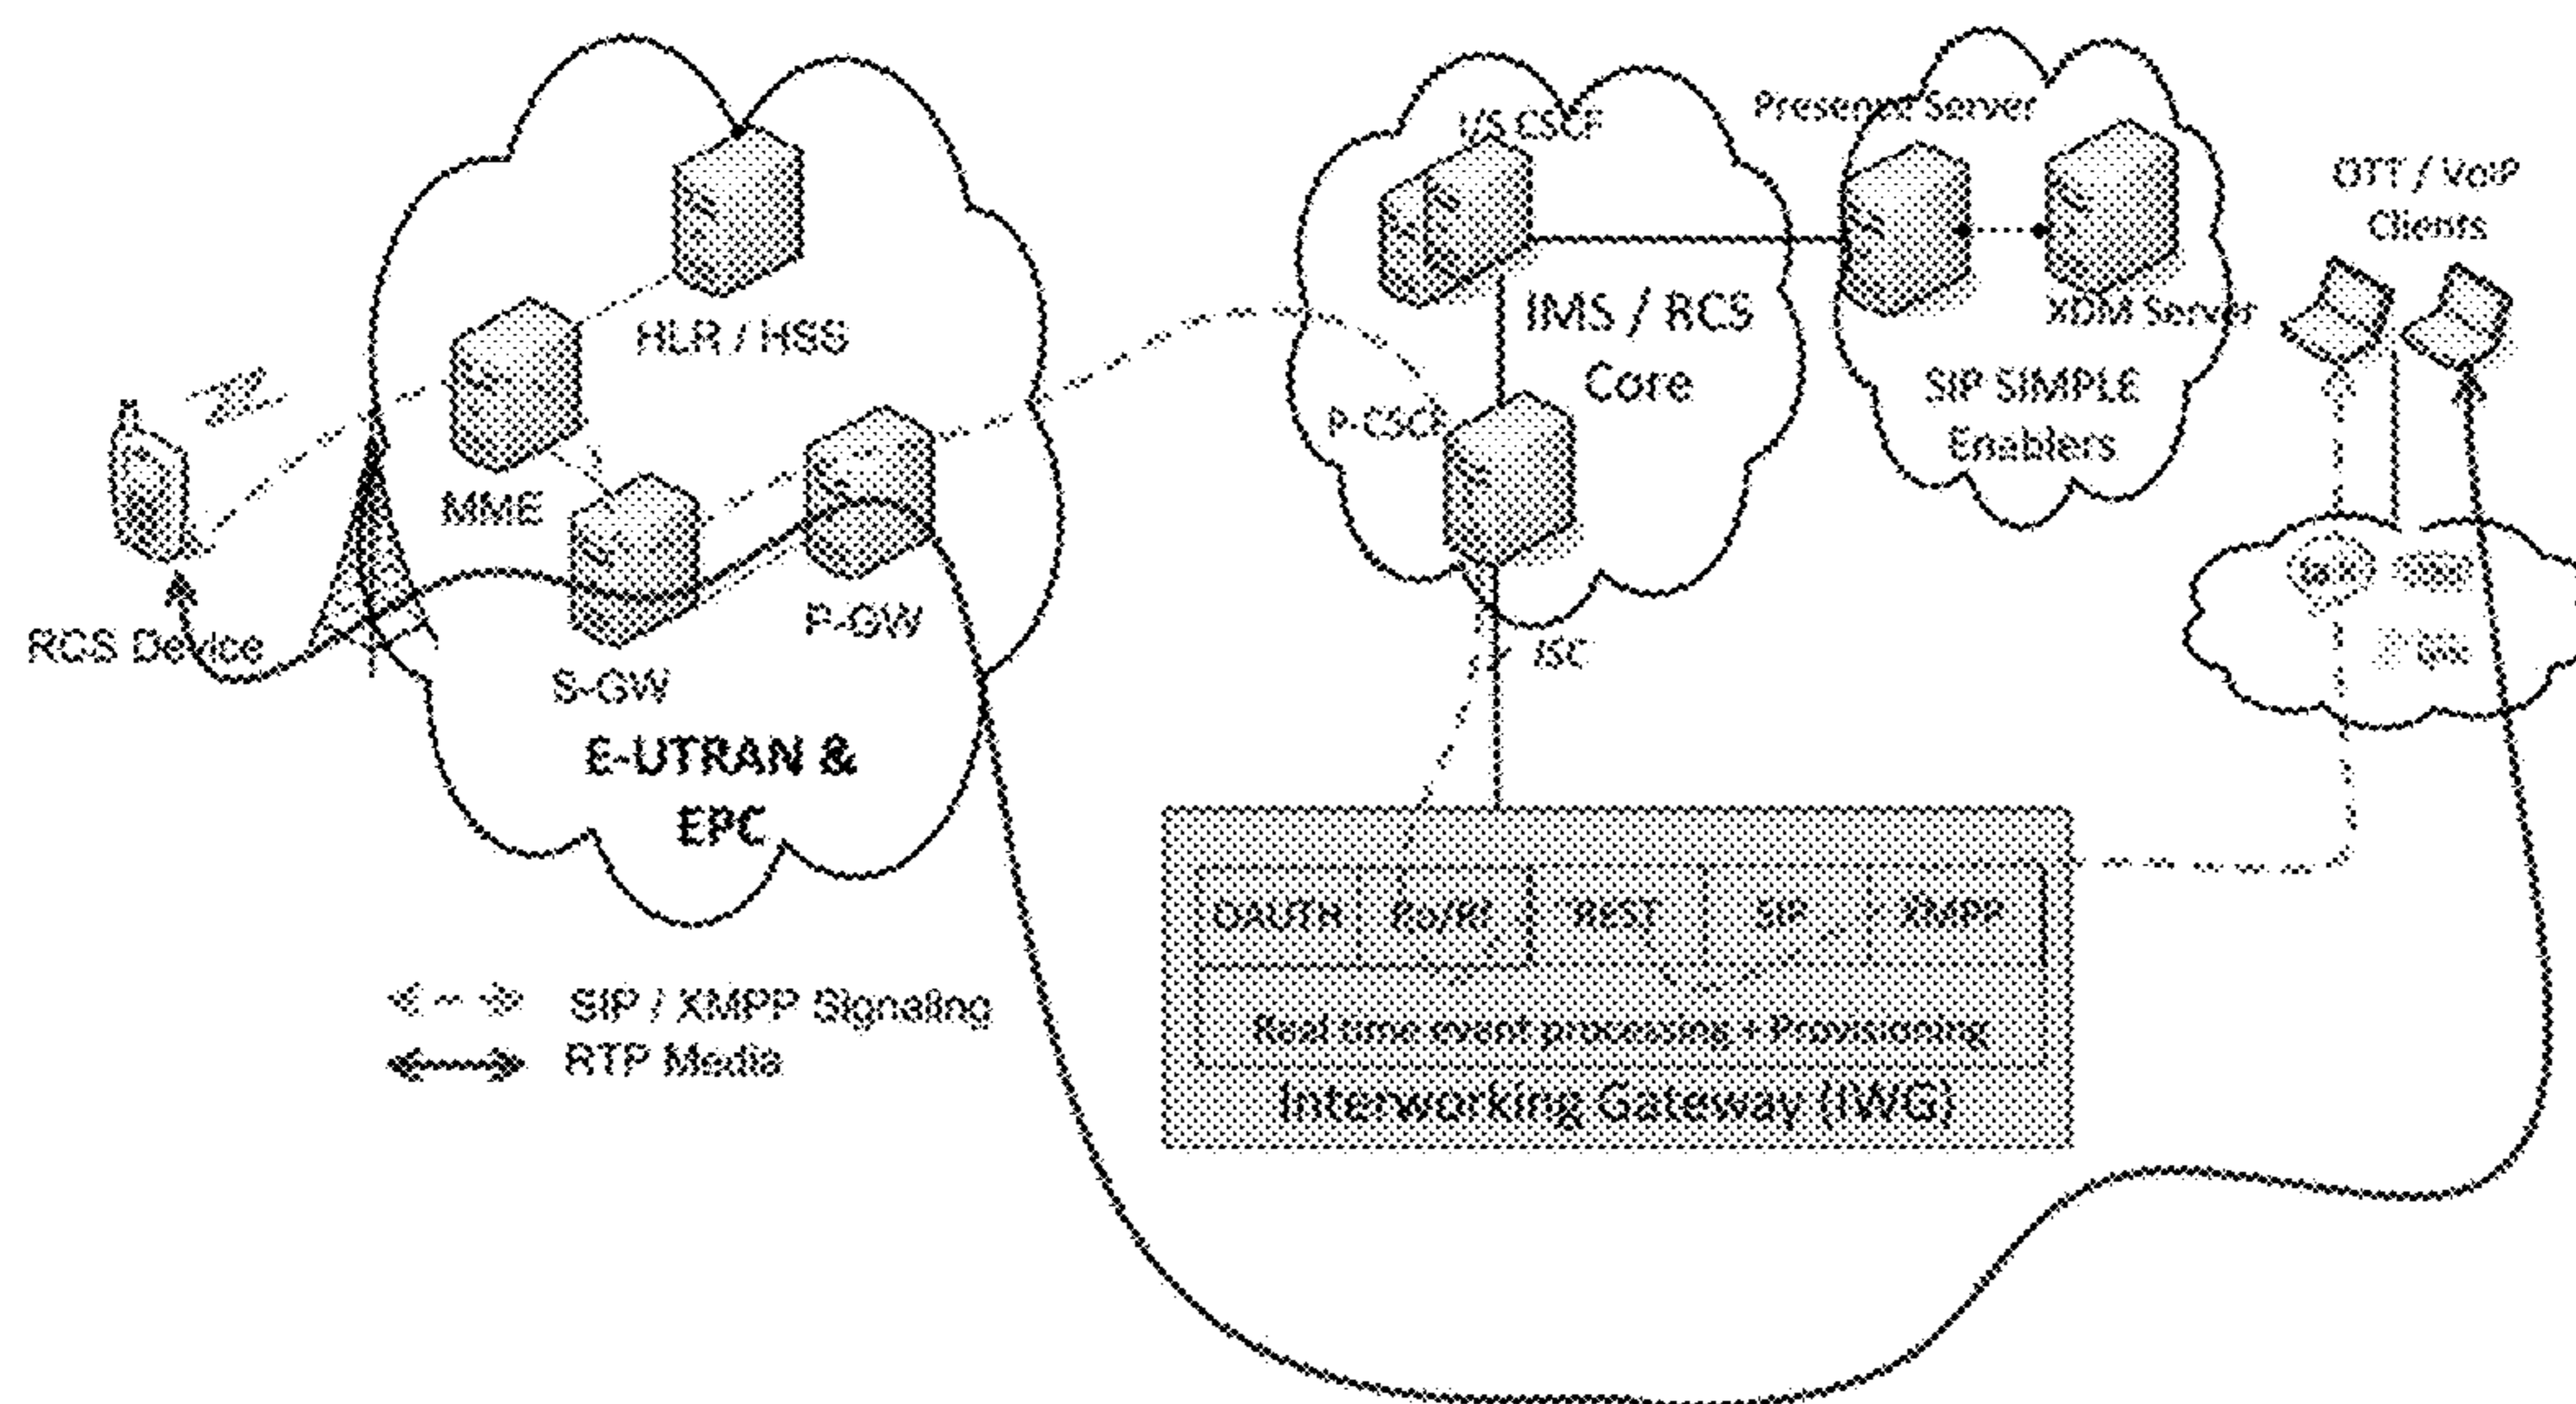 I/S CSCF
Presence Server
OTT / VoIP
Clients
HLR / HSS
IMS / RCS
Core
XDM Server
SIP SIMPLE
Enablers
P-CSCF
MME
P-GW
RCS Device
S-GW
ISC
E-UTRAN &
EPC
OAUTH
Ro/Rf
REST
SIP
XMPP
SIP / XMPP Signaling
RTP Media
Real time event processing + Provisioning
Interworking Gateway (IWG)